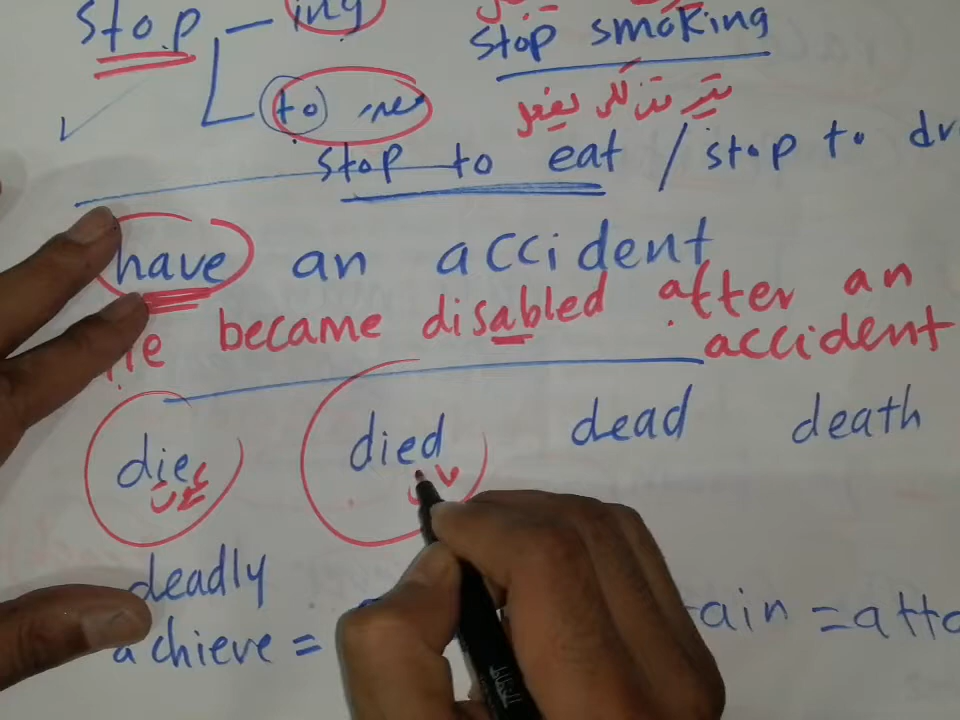 stop ing stop smoking
to مصدر
stop to eat / stop to
have an accident
became disabled after an
accident
die died dead death
deadly
achieve =